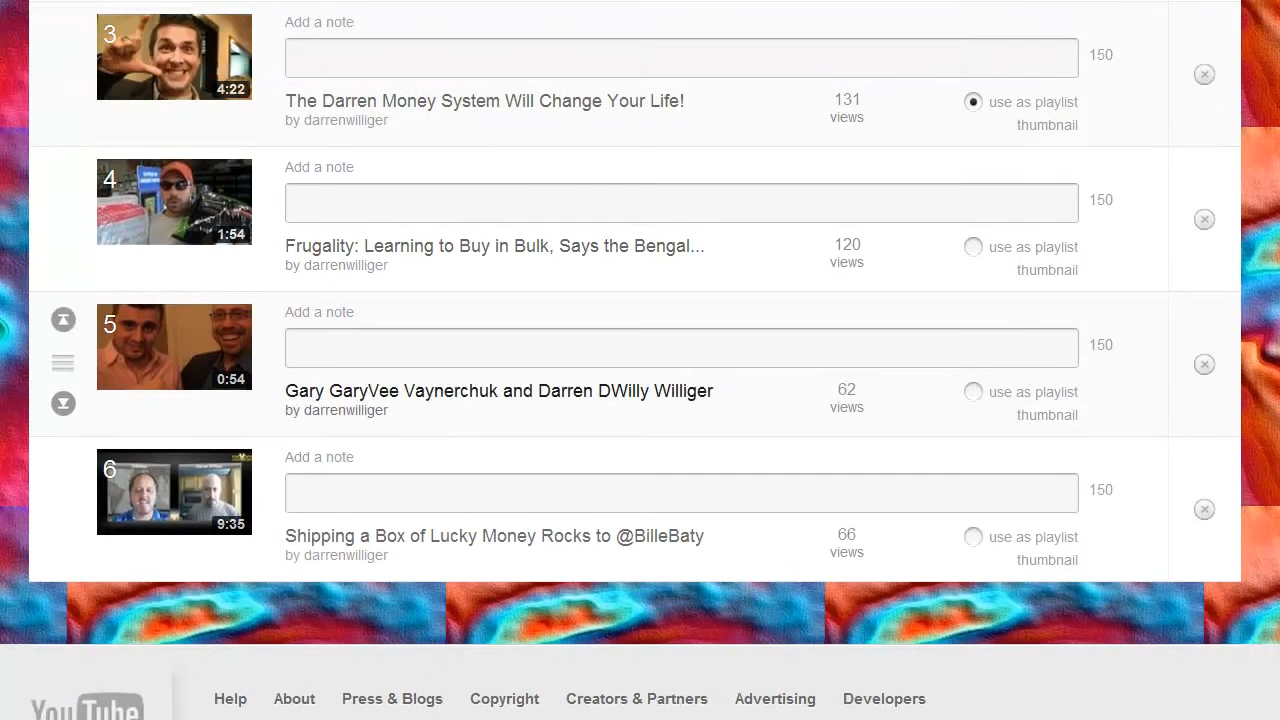 3
Add a note
4:22
150
The Darren Money System Will Change Your Life!
by darrenwilliger
131
views
use as playlist
thumbnail
4
Add a note
1:54
150
Frugality: Learning to Buy in Bulk, Says the Bengal...
by darrenwilliger
120
views
use as playlist
thumbnail
5
Add a note
0:54
150
Gary GaryVee Vaynerchuk and Darren DWilly Williger
by darrenwilliger
62
views
use as playlist
thumbnail
6
Add a note
9:35
150
Shipping a Box of Lucky Money Rocks to @BilleBaty
by darrenwilliger
66
views
use as playlist
thumbnail
YouTube
Help About Press & Blogs Copyright Creators & Partners Advertising Developers